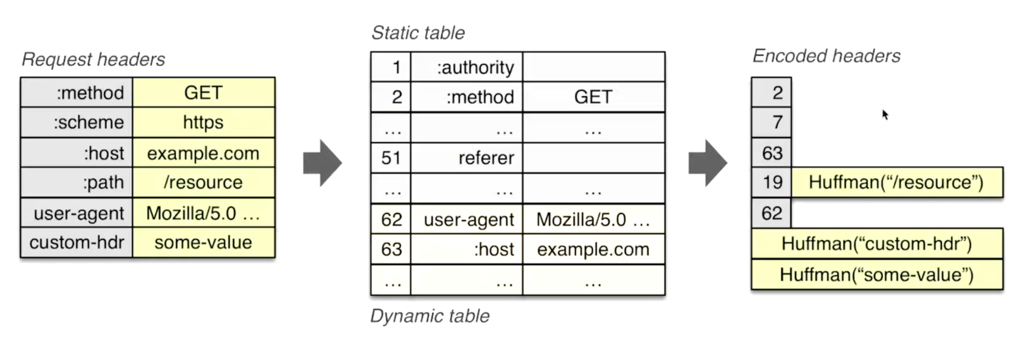 Request headers
:method GET
:scheme https
:host example.com
:path /resource
user-agent Mozilla/5.0 ...
custom-hdr some-value
Static table
1 :authority
2 :method GET
... ... ...
51 referer
... ... ...
62 user-agent Mozilla/5.0 ...
63 :host example.com
... ... ...
Dynamic table
Encoded headers
2
7
63
19 Huffman(“/resource”)
62
Huffman(“custom-hdr”)
Huffman(“some-value”)